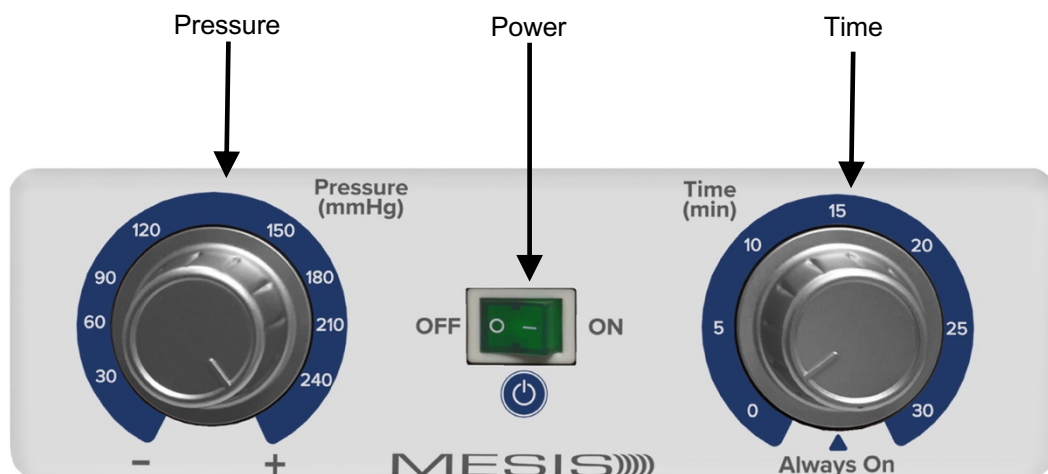 Pressure
Power
Time
Pressure
(mmHg)
30
60
90
120
150
180
210
240
−
+
OFF
O
–
ON
MESIS
Time
(min)
0
5
10
15
20
25
30
Always On